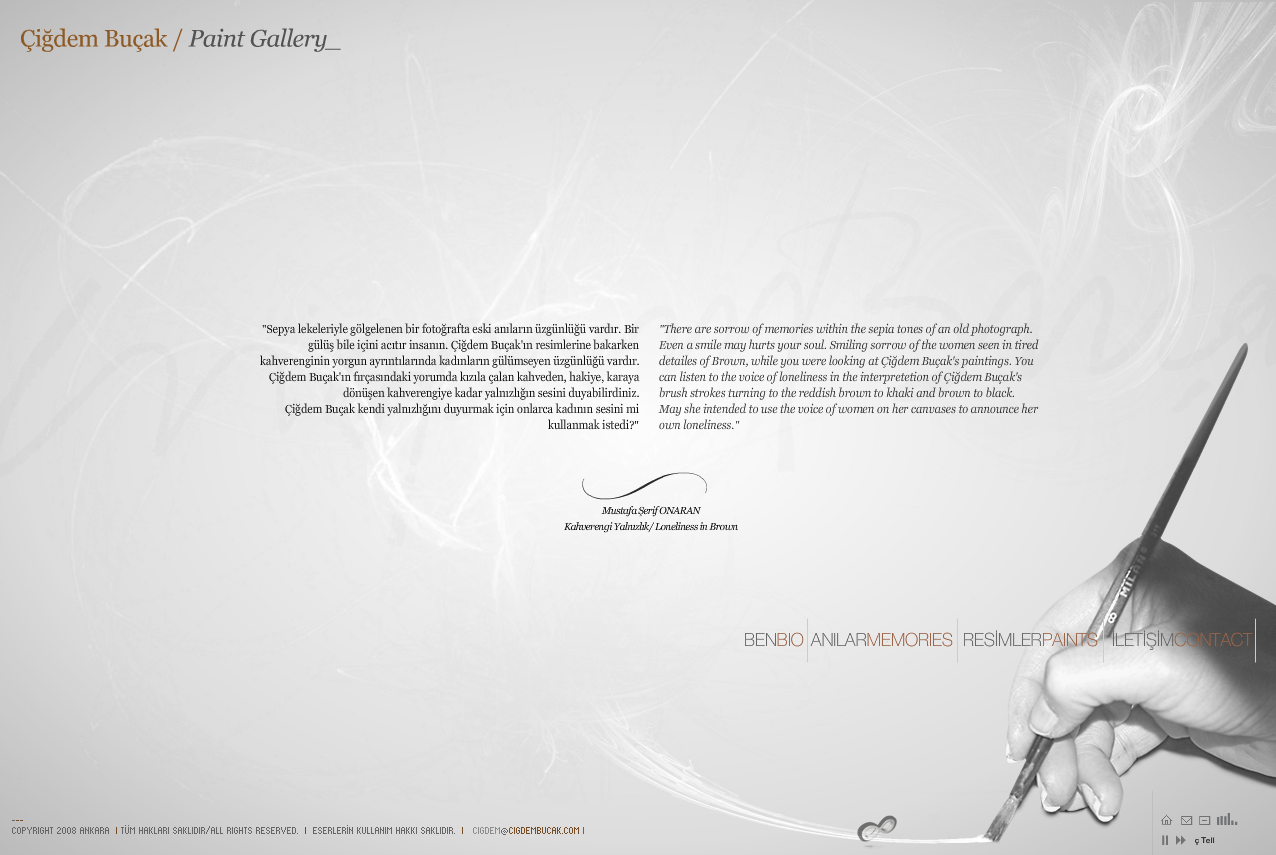 Çiğdem Buçak / Paint Gallery_
"Sepya lekeleriyle gölgelenen bir fotoğrafta eski anıların üzgünlüğü vardır. Bir
gülüş bile içini acıtır insanın. Çiğdem Buçak'ın resimlerine bakarken
kahverenginin yorgun ayrıntılarında kadınların gülümseyen üzgünlüğü vardır.
Çiğdem Buçak'ın fırçasındaki yorumda kızıla çalan kahveden, hakiye, karaya
dönüşen kahverengiye kadar yalnızlığın sesini duyabilirdiniz.
Çiğdem Buçak kendi yalnızlığını duyurmak için onlarca kadının sesini mi
kullanmak istedi?"
"There are sorrow of memories within the sepia tones of an old photograph.
Even a smile may hurts your soul. Smiling sorrow of the women seen in tired
detailes of Brown, while you were looking at Çiğdem Buçak's paintings. You
can listen to the voice of loneliness in the interpretetion of Çiğdem Buçak's
brush strokes turning to the reddish brown to khaki and brown to black.
May she intended to use the voice of women on her canvases to announce her
own loneliness."
Mustafa Şerif ONARAN
Kahverengi Yalnızlık/ Loneliness in Brown
MILAN 8
BENBIO ANILARMEMORIES RESİMLERPAINTS İLETİŞİMCONTACT
COPYRIGHT 2008 ANKARA | TÜM HAKLARI SAKLIDIR/ALL RIGHTS RESERVED. | ESERLERİN KULLANIM HAKKI SAKLIDIR. | CIGDEM@CIGDEMBUCAK.COM |
ç Tell